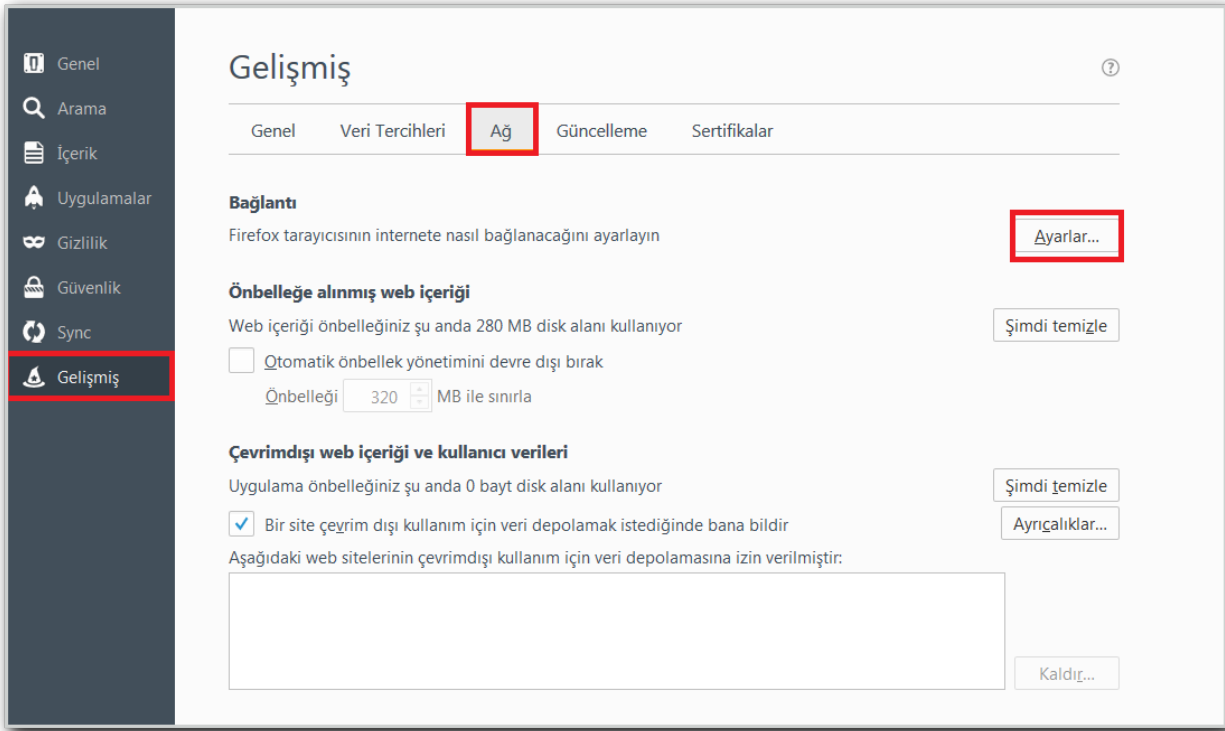 Genel
Arama
İçerik
Uygulamalar
Gizlilik
Güvenlik
Sync
Gelişmiş
Gelişmiş
?
Genel Veri Tercihleri Ağ Güncelleme Sertifikalar
Bağlantı
Firefox tarayıcısının internete nasıl bağlanacağını ayarlayın Ayarlar...
Önbelleğe alınmış web içeriği
Web içeriği önbelleğiniz şu anda 280 MB disk alanı kullanıyor Şimdi temizle
Otomatik önbellek yönetimini devre dışı bırak
Önbelleği 320 MB ile sınırla
Çevrimdışı web içeriği ve kullanıcı verileri
Uygulama önbelleğiniz şu anda 0 bayt disk alanı kullanıyor Şimdi temizle
Bir site çevrim dışı kullanım için veri depolamak istediğinde bana bildir Ayrıcalıklar...
Aşağıdaki web sitelerinin çevrimdışı kullanım için veri depolamasına izin verilmiştir:
Kaldır...